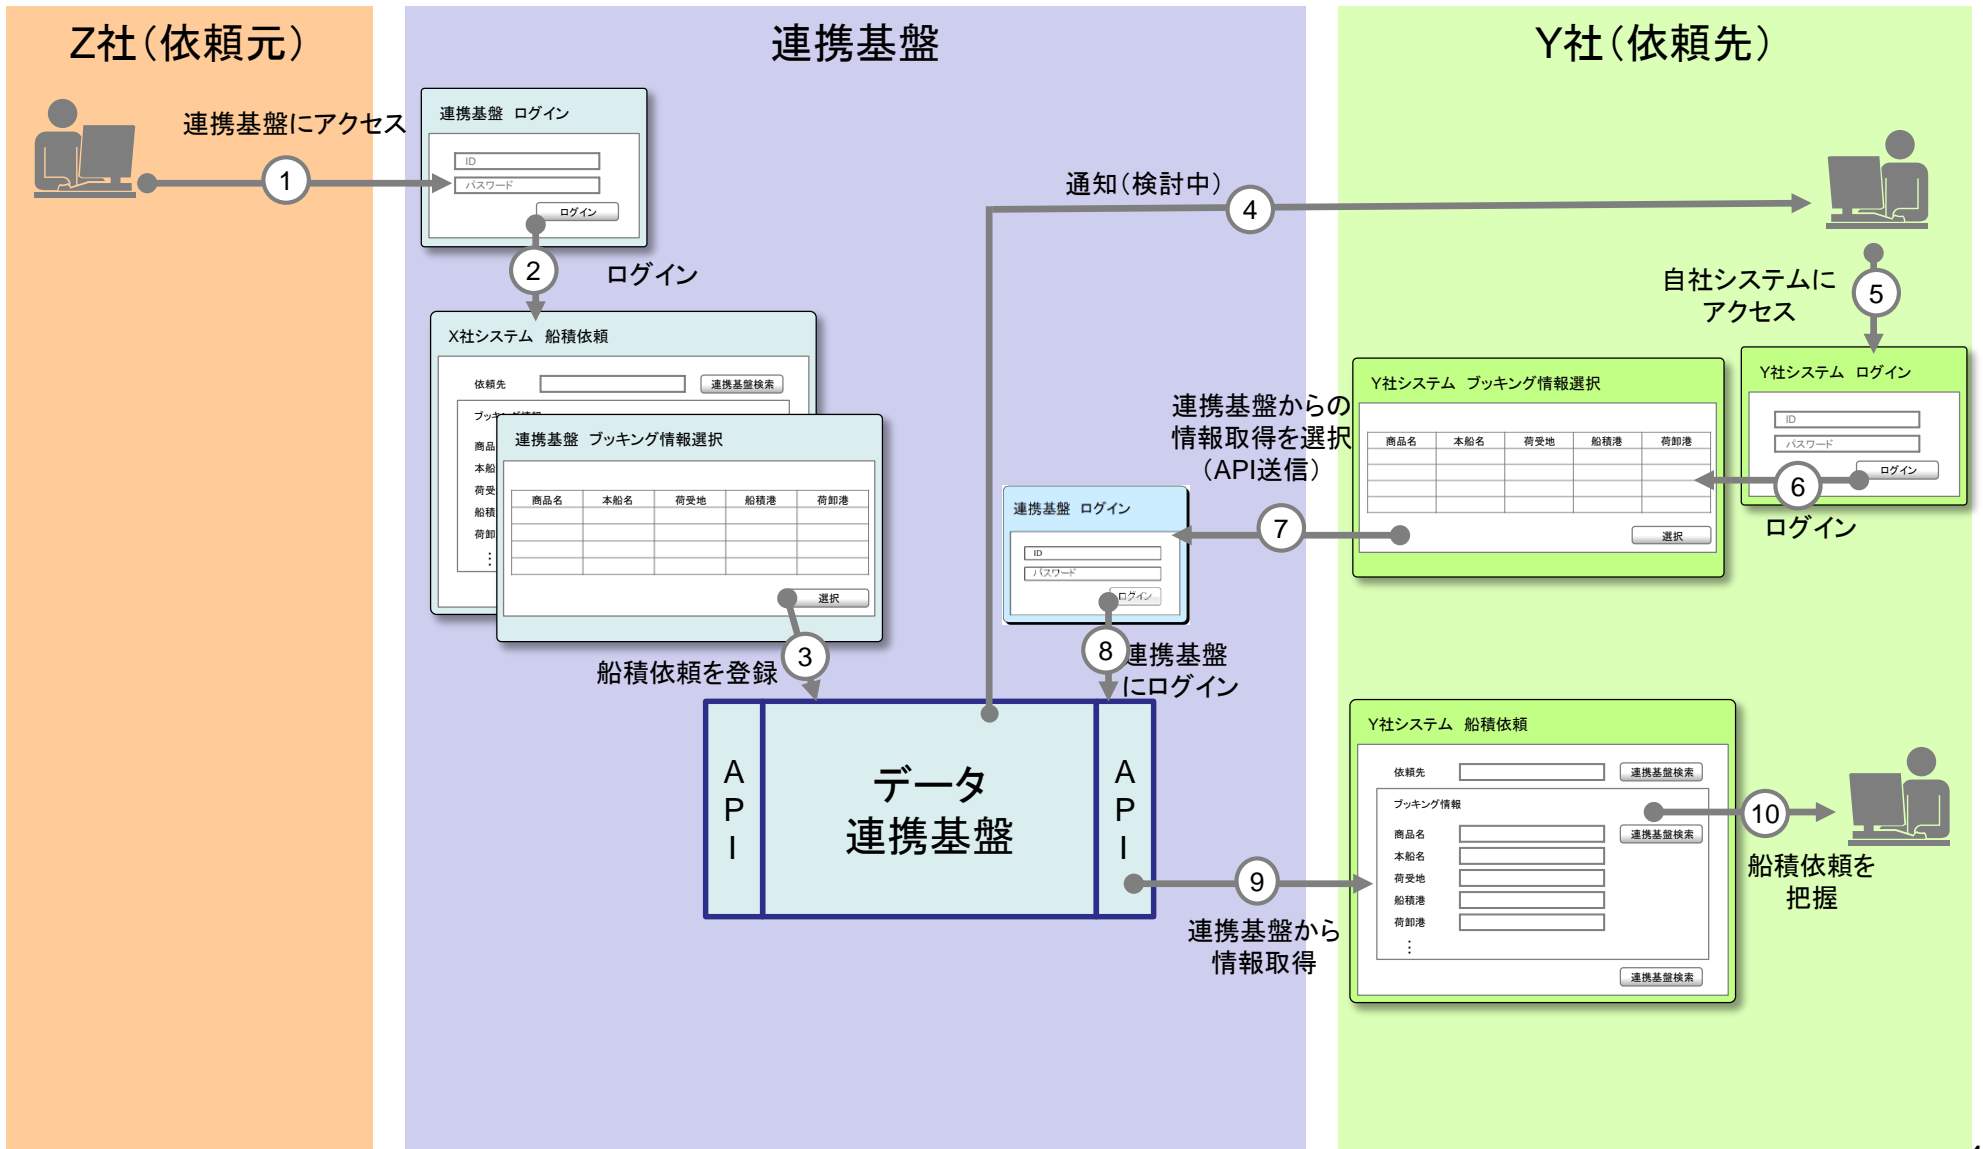 Z社（依頼元）
連携基盤
Y社（依頼先）
連携基盤にアクセス
1
連携基盤　ログイン
ID
パスワード
ログイン
2
ログイン
X社システム　船積依頼
依頼先
連携基盤検索
商品
本船
荷受
船積
荷卸
⋮
連携基盤　ブッキング情報選択
商品名　本船名　荷受地　船積港　荷卸港
選択
3
船積依頼を登録
API
データ
連携基盤
API
通知（検討中）
4
自社システムに
アクセス
5
Y社システム　ログイン
ID
パスワード
ログイン
6
ログイン
Y社システム　ブッキング情報選択
商品名　本船名　荷受地　船積港　荷卸港
選択
連携基盤からの
情報取得を選択
（API送信）
7
連携基盤　ログイン
ID
パスワード
ログイン
8
連携基盤
にログイン
9
連携基盤から
情報取得
Y社システム　船積依頼
依頼先
連携基盤検索
ブッキング情報
商品名
連携基盤検索
本船名
荷受地
船積港
荷卸港
⋮
連携基盤検索
10
船積依頼を
把握